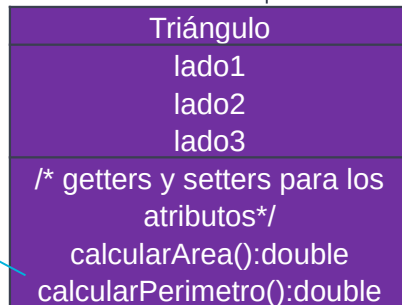 Triángulo
lado1
lado2
lado3
/* getters y setters para los
atributos*/
calcularArea():double
calcularPerimetro():double